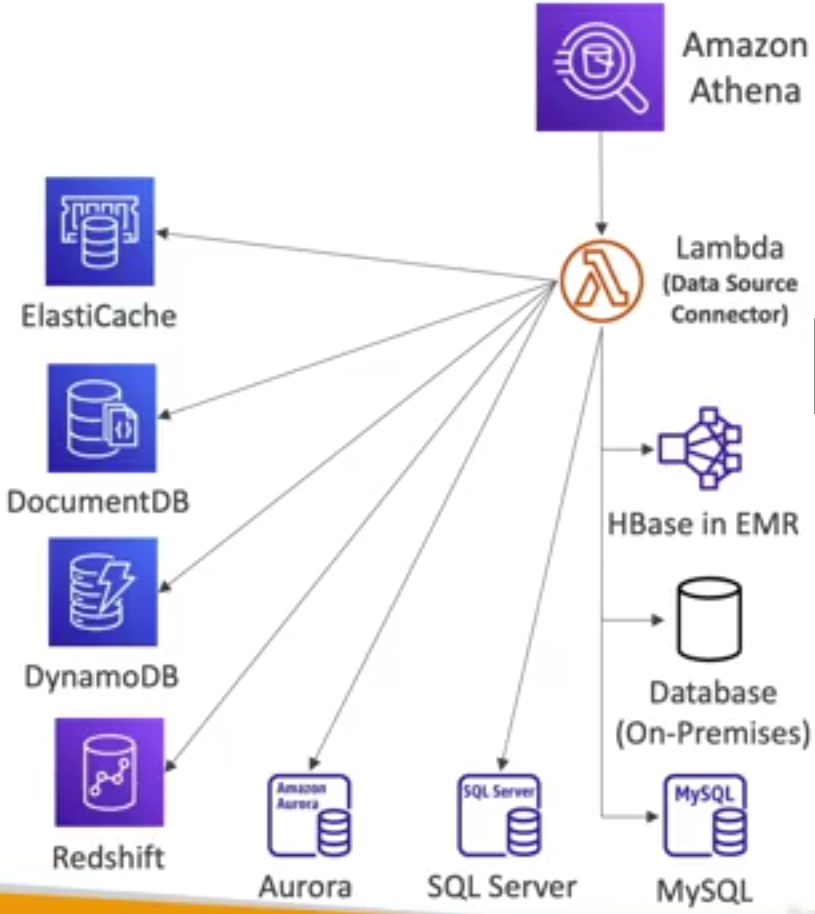 Amazon
Athena
Lambda
(Data Source
Connector)
ElastiCache
DocumentDB
{}
HBase in EMR
DynamoDB
Database
(On-Premises)
Redshift
Amazon
Aurora
Aurora
SQL Server
SQL Server
MySQL
MySQL